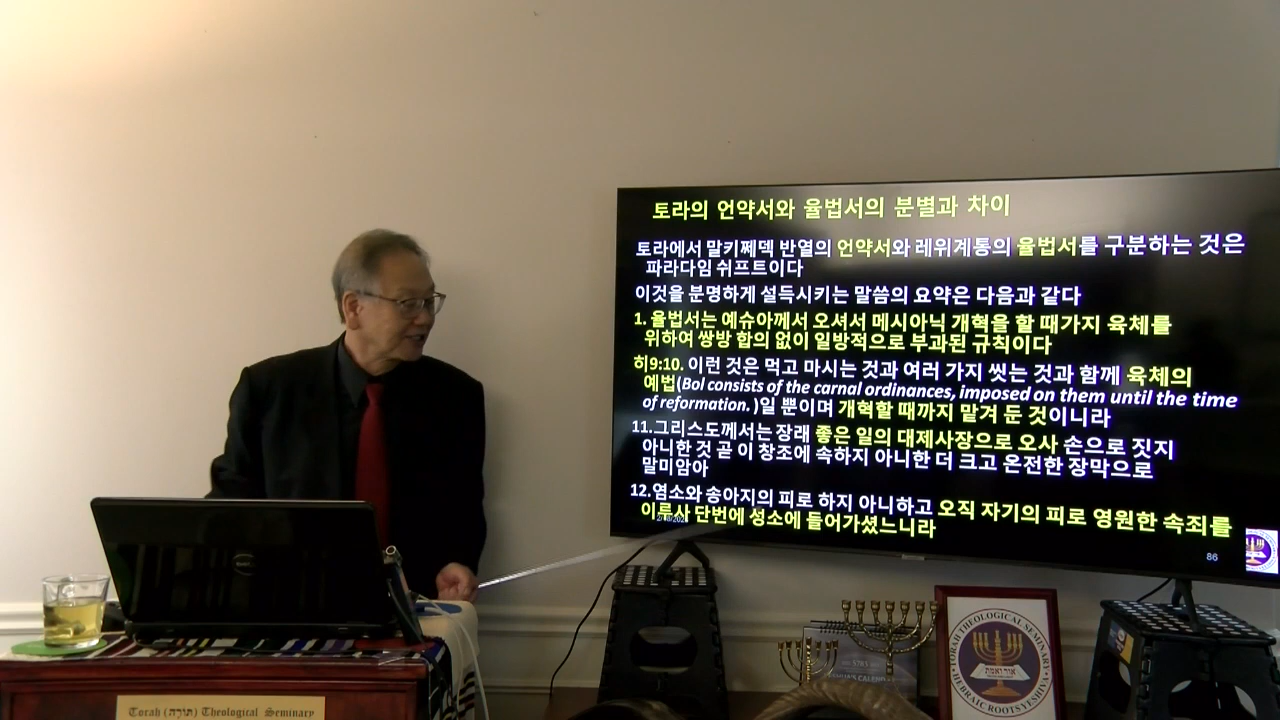 토라의 언약서와 율법서의 분별과 차이
토라에서 말키쩨덱 반열의 언약서와 레위계통의 율법서를 구분하는 것은
파라다임 쉬프트이다
이것을 분명하게 설득시키는 말씀의 요약은 다음과 같다
1. 율법서는 예슈아께서 오셔서 메시아닉 개혁을 할 때가지 육체를
위하여 쌍방 합의 없이 일방적으로 부과된 규칙이다
히9:10. 이런 것은 먹고 마시는 것과 여러 가지 씻는 것과 함께 육체의
예법(Bol consists of the carnal ordinances, imposed on them until the time
of reformation. )일 뿐이며 개혁할 때까지 맡겨 둔 것이니라
11.그리스도께서는 장래 좋은 일의 대제사장으로 오사 손으로 짓지
아니한 것 곧 이 창조에 속하지 아니한 더 크고 온전한 장막으로
말미암아
12.염소와 송아지의 피로 하지 아니하고 오직 자기의 피로 영원한 속죄를
이루사 단번에 성소에 들어가셨느니라
86
TORAH THEOLOGICAL SEMINARY
HEBRAIC ROOTS YESHIVA
אור ואמת
5785
Torah (תורה) Theological Seminary